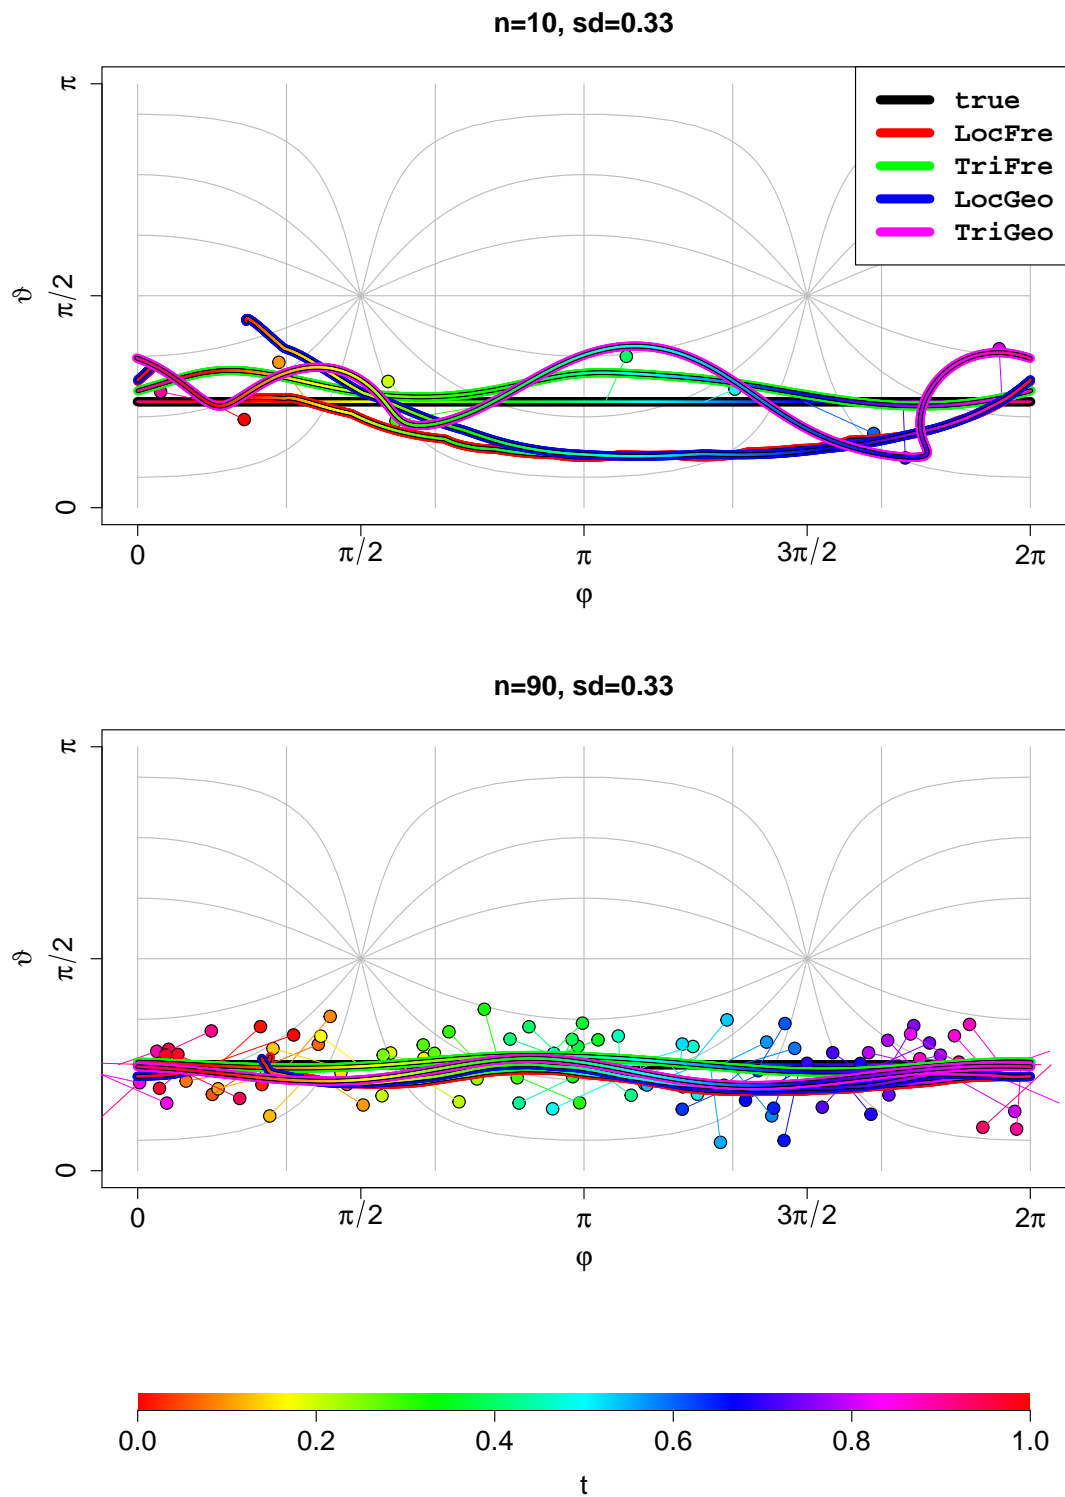 n=10, sd=0.33
π
π/2
0
ϑ
true
LocFre
TriFre
LocGeo
TriGeo
0 π/2 π 3π/2 2π
φ
n=90, sd=0.33
π
π/2
0
ϑ
0 π/2 π 3π/2 2π
φ
0.0 0.2 0.4 0.6 0.8 1.0
t